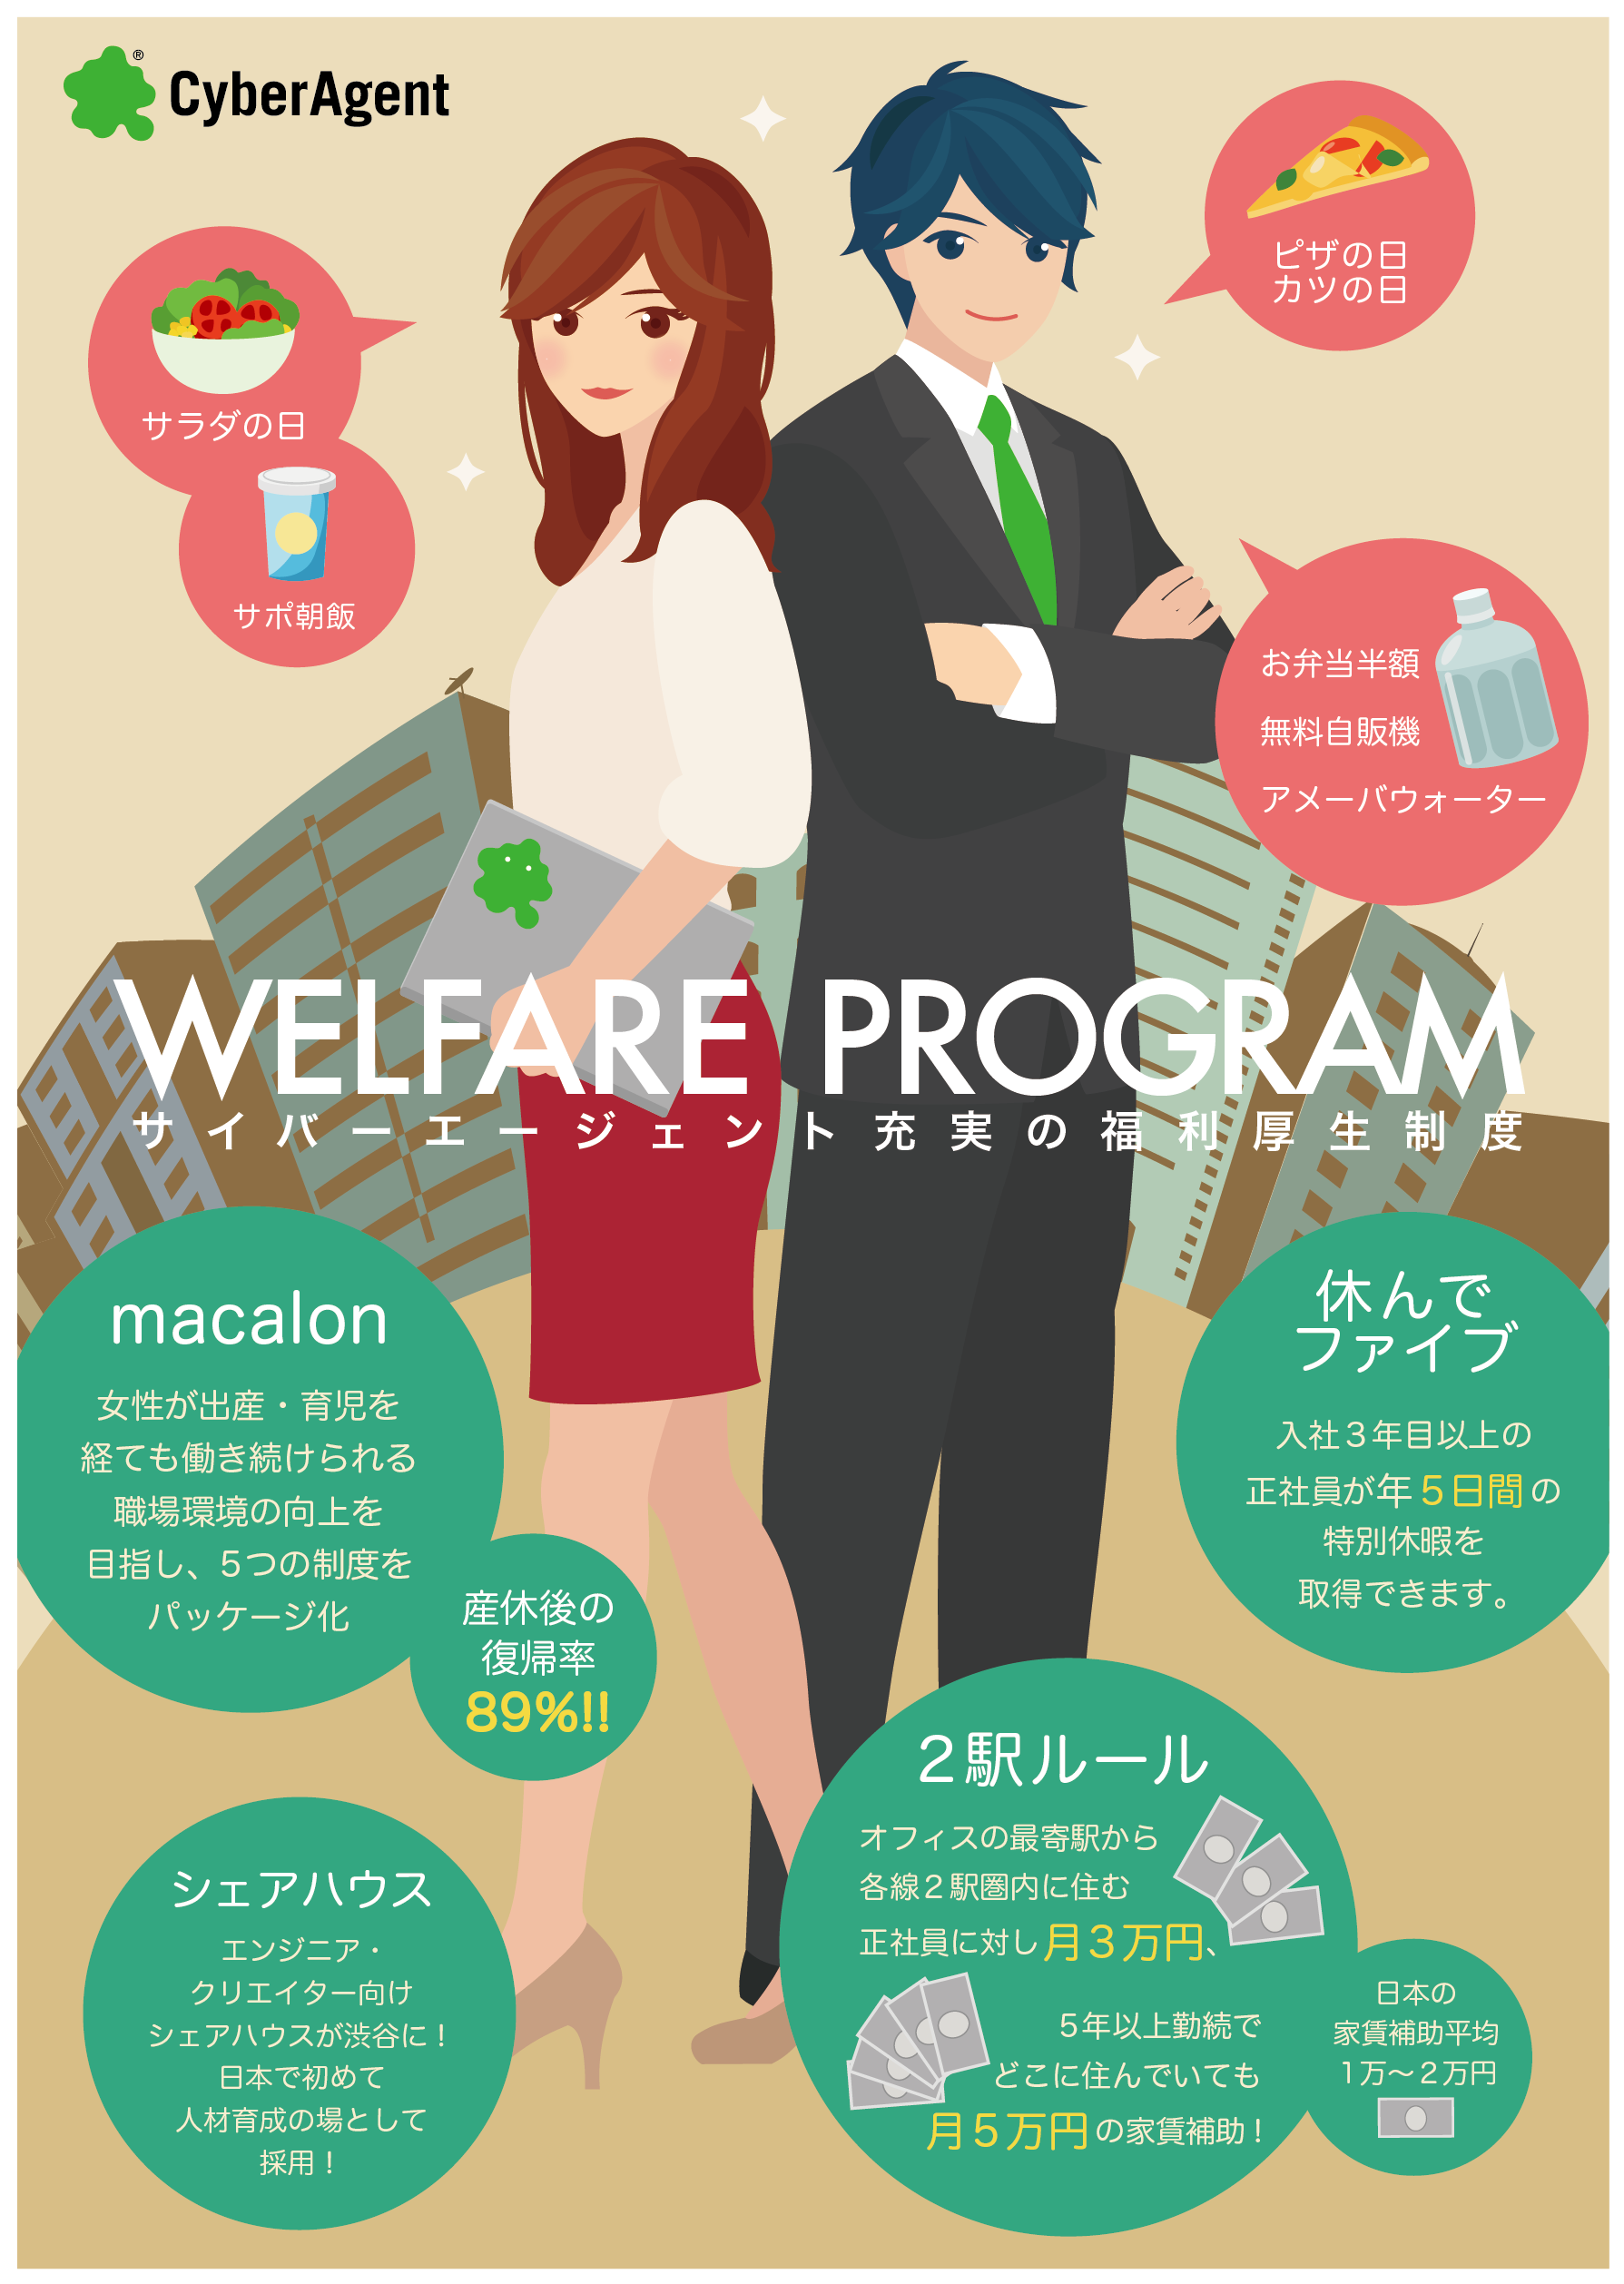 CyberAgent®
ピザの日
カツの日
サラダの日
サポ朝飯
お弁当半額
無料自販機
アメーバウォーター
WELFARE PROGRAM
サイバーエージェント充実の福利厚生制度
macalon
女性が出産・育児を
経ても働き続けられる
職場環境の向上を
目指し、5つの制度を
パッケージ化
産休後の
復帰率
89%!!
休んで
ファイブ
入社３年目以上の
正社員が年５日間の
特別休暇を
取得できます。
シェアハウス
エンジニア・
クリエイター向け
シェアハウスが渋谷に！
日本で初めて
人材育成の場として
採用！
２駅ルール
オフィスの最寄駅から
各線２駅圏内に住む
正社員に対し月３万円、
5年以上勤続で
どこに住んでいても
月５万円の家賃補助！
日本の
家賃補助平均
１万〜２万円